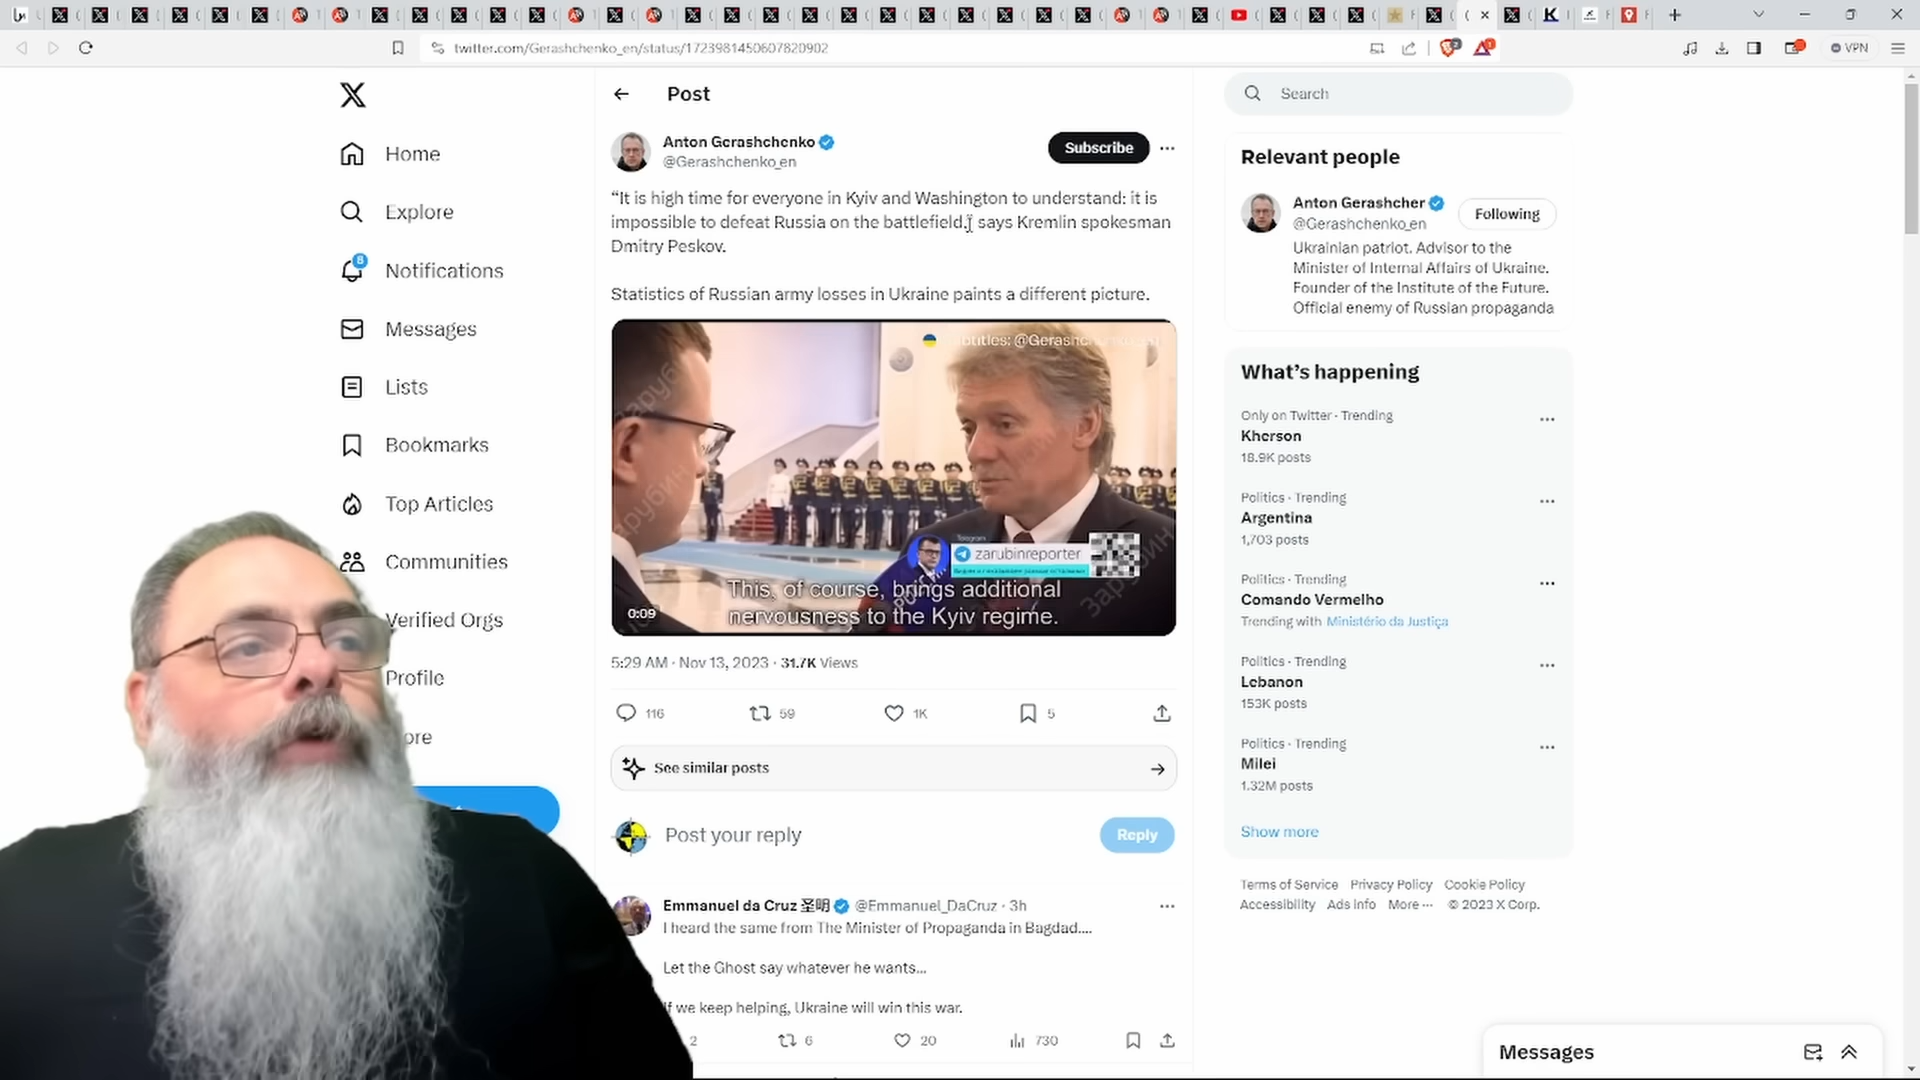 twitter.com/Gerashchenko_en/status/1723981450607820902
VPN
Home
Explore
8
Notifications
Messages
Lists
Bookmarks
Top Articles
Communities
Verified Orgs
Profile
ore
Post
Anton Gerashchenko
@Gerashchenko_en
Subscribe
“It is high time for everyone in Kyiv and Washington to understand: it is
impossible to defeat Russia on the battlefield, says Kremlin spokesman
Dmitry Peskov.
Statistics of Russian army losses in Ukraine paints a different picture.
Telegram
zarubinreporter
This, of course, brings additional
nervousness to the Kyiv regime.
0:09
5:29 AM · Nov 13, 2023 · 31.7K Views
116 59 1K 5
See similar posts
Post your reply
Reply
Emmanuel da Cruz 圣明 @Emmanuel_DaCruz · 3h
I heard the same from The Minister of Propaganda in Bagdad....
Let the Ghost say whatever he wants...
If we keep helping, Ukraine will win this war.
2 6 20 730
Search
Relevant people
Anton Gerashcher
@Gerashchenko_en
Following
Ukrainian patriot. Advisor to the
Minister of Internal Affairs of Ukraine.
Founder of the Institute of the Future.
Official enemy of Russian propaganda
What’s happening
Only on Twitter · Trending
Kherson
18.9K posts
Politics · Trending
Argentina
1,703 posts
Politics · Trending
Comando Vermelho
Trending with Ministério da Justiça
Politics · Trending
Lebanon
153K posts
Politics · Trending
Milei
1.32M posts
Show more
Terms of Service Privacy Policy Cookie Policy
Accessibility Ads info More ··· © 2023 X Corp.
Messages